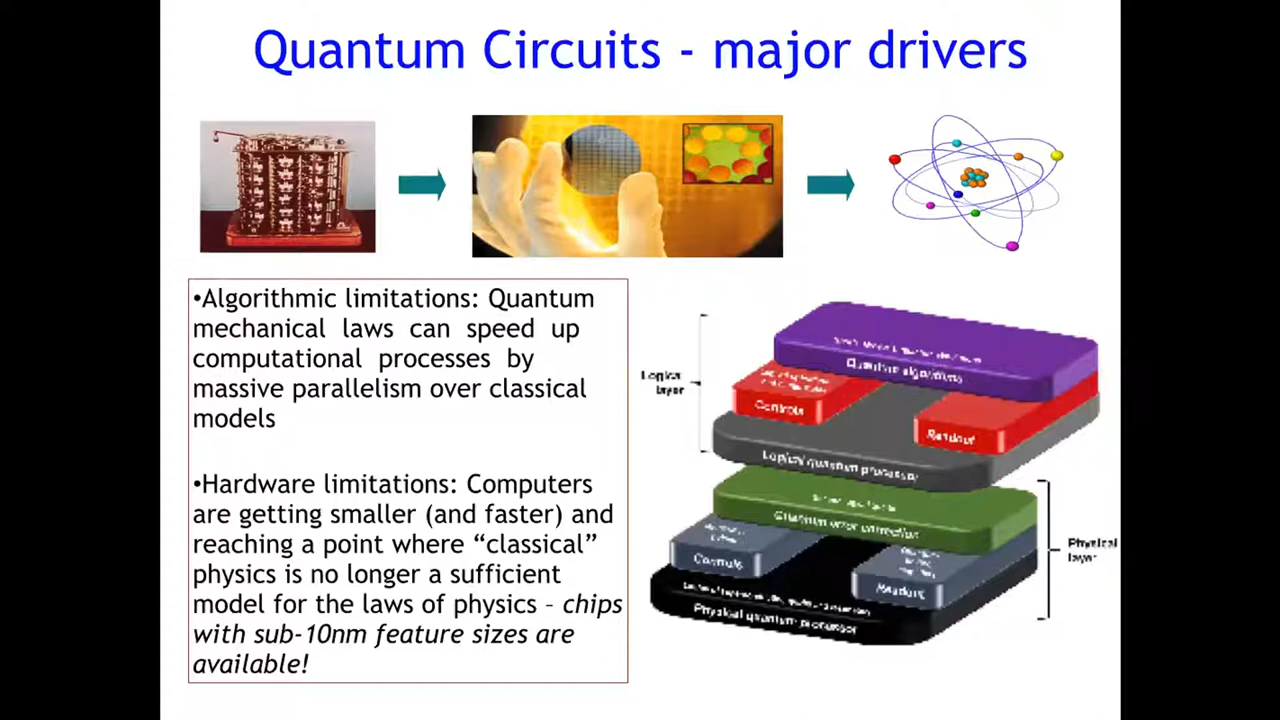 Quantum Circuits - major drivers
•Algorithmic limitations: Quantum
mechanical laws can speed up
computational processes by
massive parallelism over classical
models
•Hardware limitations: Computers
are getting smaller (and faster) and
reaching a point where “classical”
physics is no longer a sufficient
model for the laws of physics – chips
with sub-10nm feature sizes are
available!
Logical
layer
Quantum algorithms
Controls
Readout
Logical quantum processor
Quantum error correction
Controls
Readout
Physical quantum processor
Physical
layer